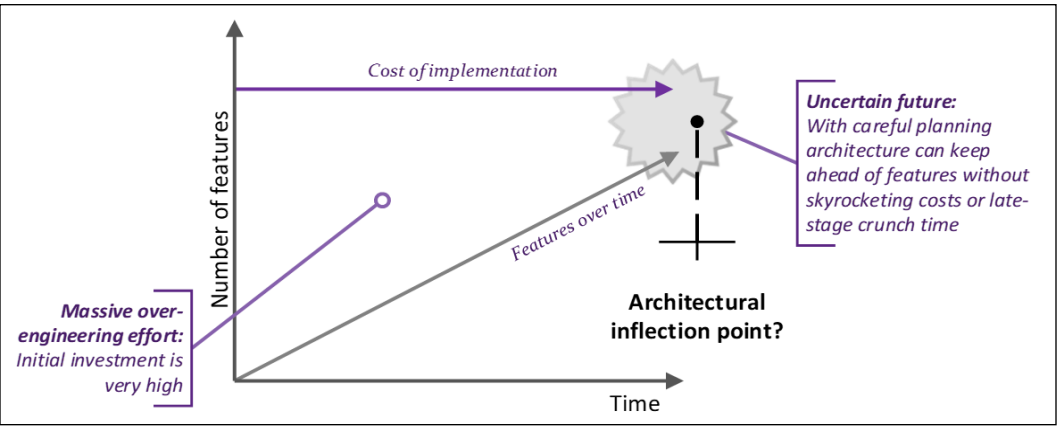 Cost of implementation
Number of features
Features over time
Uncertain future:
With careful planning
architecture can keep
ahead of features without
skyrocketing costs or late-
stage crunch time
Massive over-
engineering effort:
Initial investment is
very high
Architectural
inflection point?
Time